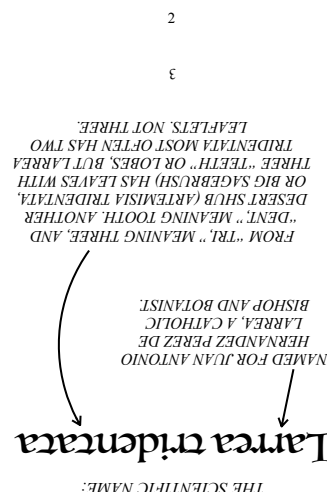 2
THE SCIENTIFIC NAME:
Larrea tridentata
NAMED FOR JUAN ANTONIO
HERNANDEZ PEREZ DE
LARREA, A CATHOLIC
BISHOP AND BOTANIST.
FROM "TRI," MEANING THREE, AND
"DENT," MEANING TOOTH. ANOTHER
DESERT SHUB (ARTEMISIA TRIDENTATA,
OR BIG SAGEBRUSH) HAS LEAVES WITH
THREE "TEETH" OR LOBES, BUT LARREA
TRIDENTATA MOST OFTEN HAS TWO
LEAFLETS, NOT THREE.
3